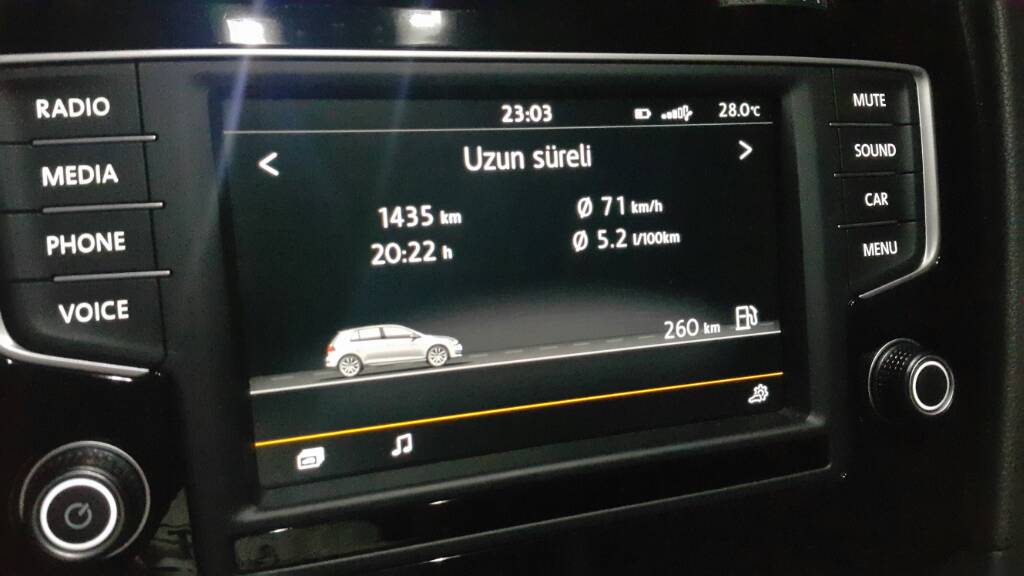 RADIO
MEDIA
PHONE
VOICE
23:03 28.0°C
< Uzun süreli >
1435 km Ø 71 km/h
20:22 h Ø 5.2 l/100km
260 km
MUTE
SOUND
CAR
MENU